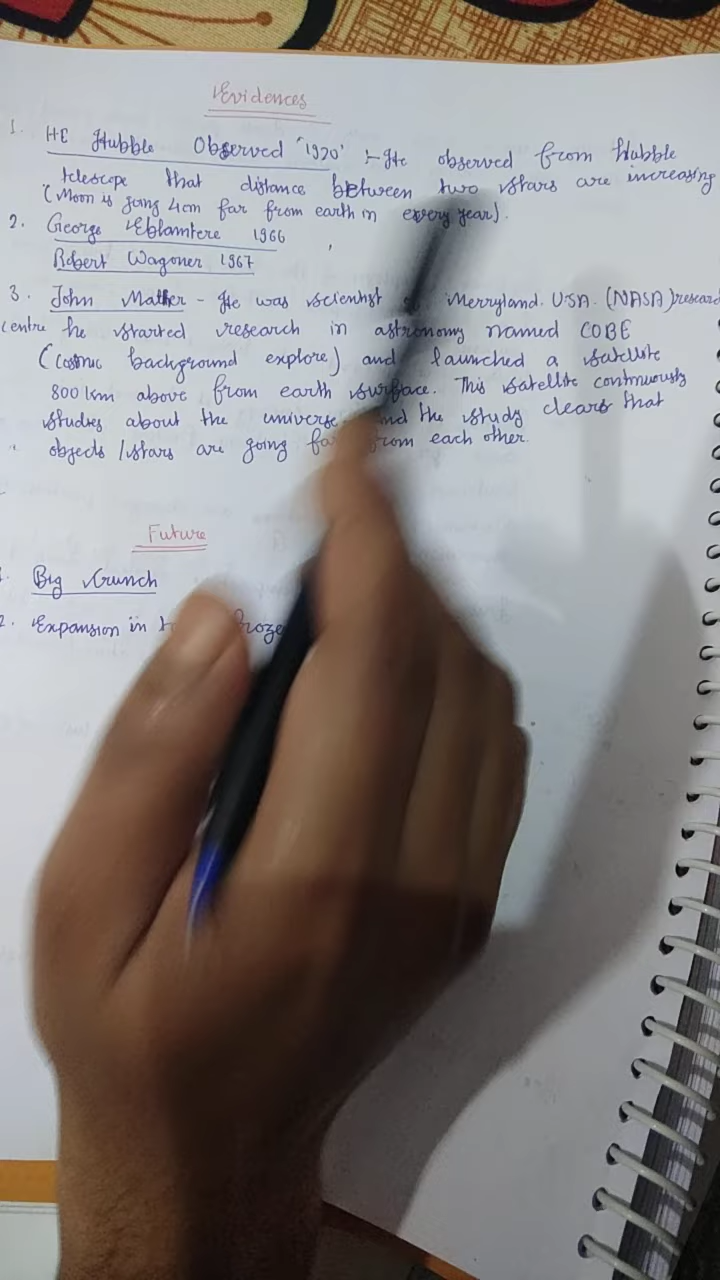 Evidences
1. HE Hubble Observed '1920' :- He observed from Hubble
telescope that distance between two stars are increasing
(Moon is going 4cm far from earth in every year).
2. George 1966
Robert Wagoner 1967
3. John Mather - He was scientist Merryland. U.S.A. (NASA) research
centre he started research in astronomy named COBE
(cosmic background explore) and launched a satellite
800 km above from earth surface. This satellite continuously
studies about the universe and the study clears that
objects / stars are going far from each other.
Future
1. Big Crunch
2. Expansion in